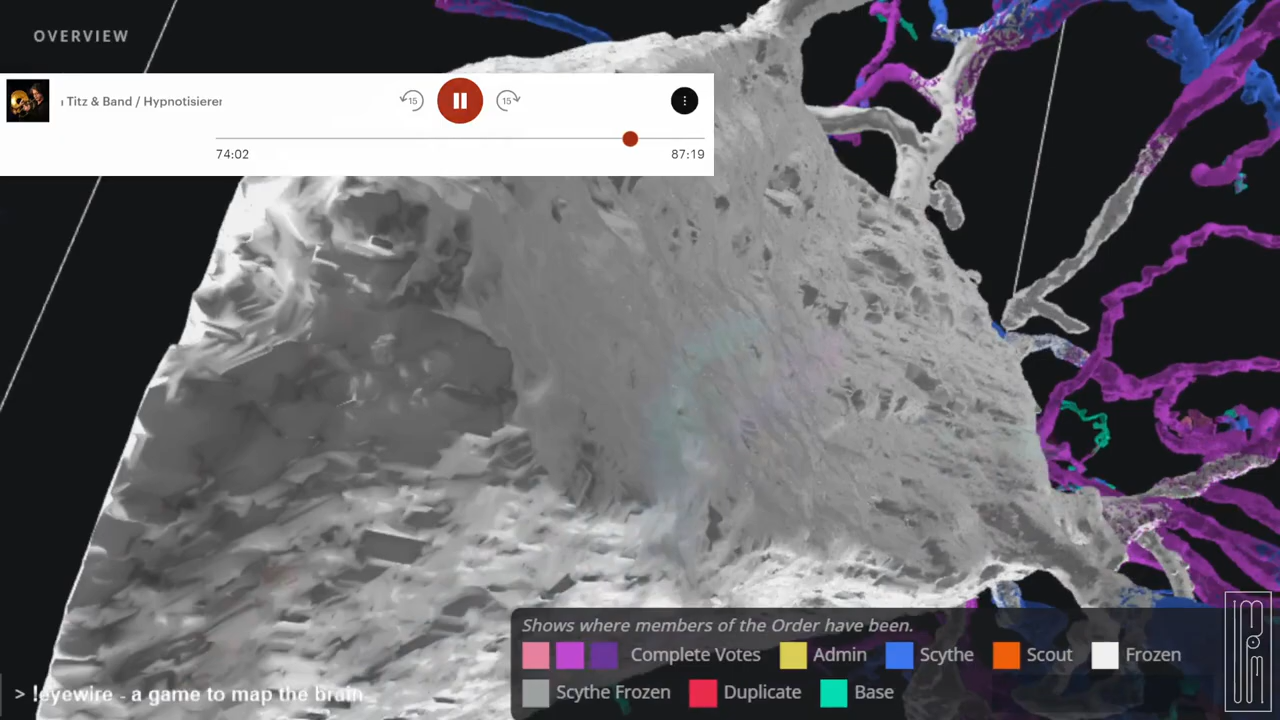 OVERVIEW
Titz & Band / Hypnotisieren
15
15
74:02
87:19
Shows where members of the Order have been.
Complete Votes
Admin
Scythe
Scout
Frozen
Scythe Frozen
Duplicate
Base
> !eyewire - a game to map the brain